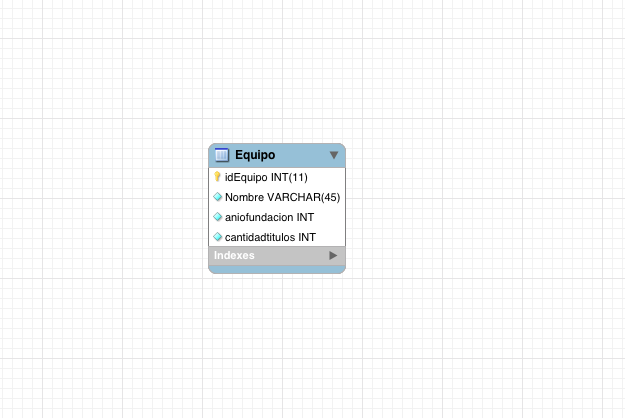 Equipo
idEquipo INT(11)
Nombre VARCHAR(45)
aniofundacion INT
cantidadtitulos INT
Indexes